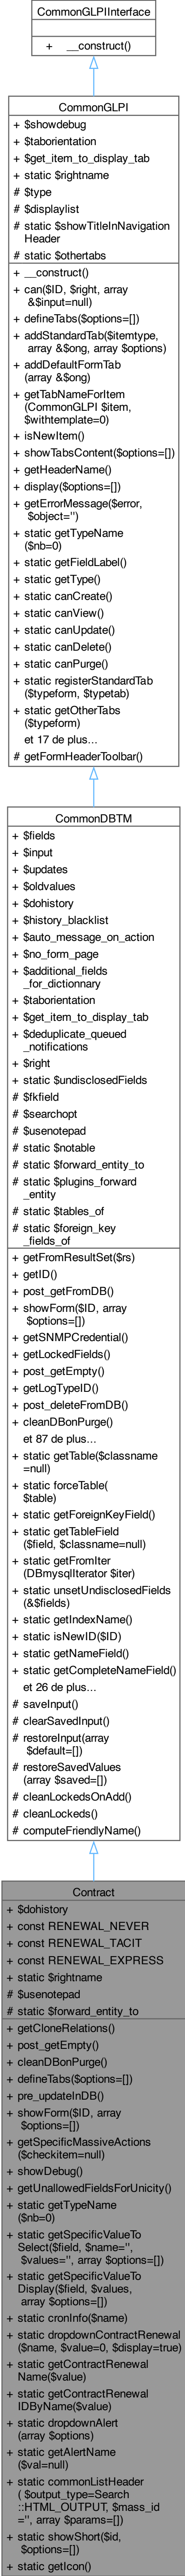 CommonGLPIInterface
+ __construct()
CommonGLPI
+ $showdebug
+ $taborientation
+ $get_item_to_display_tab
+ static $rightname
# $type
# $displaylist
# static $showTitleInNavigation
Header
# static $othertabs
+ __construct()
+ can($ID, $right, array
&$input=null)
+ defineTabs($options=[])
+ addStandardTab($itemtype,
array &$ong, array $options)
+ addDefaultFormTab
(array &$ong)
+ getTabNameForItem
(CommonGLPI $item,
$withtemplate=0)
+ isNewItem()
+ showTabsContent($options=[])
+ getHeaderName()
+ display($options=[])
+ getErrorMessage($error,
$object='')
+ static getTypeName
($nb=0)
+ static getFieldLabel()
+ static getType()
+ static canCreate()
+ static canView()
+ static canUpdate()
+ static canDelete()
+ static canPurge()
+ static registerStandardTab
($typeform, $typetab)
+ static getOtherTabs
($typeform)
et 17 de plus...
# getFormHeaderToolbar()
CommonDBTM
+ $fields
+ $input
+ $updates
+ $oldvalues
+ $dohistory
+ $history_blacklist
+ $auto_message_on_action
+ $no_form_page
+ $additional_fields
_for_dictionnary
+ $taborientation
+ $get_item_to_display_tab
+ $deduplicate_queued
_notifications
+ $right
+ static $undisclosedFields
# $fkfield
# $searchopt
# $usenotepad
# static $notable
# static $forward_entity_to
# static $plugins_forward
_entity
# static $tables_of
# static $foreign_key
_fields_of
+ getFromResultSet($rs)
+ getID()
+ post_getFromDB()
+ showForm($ID, array
$options=[])
+ getSNMPCredential()
+ getLockedFields()
+ post_getEmpty()
+ getLogTypeID()
+ post_deleteFromDB()
+ cleanDBonPurge()
et 87 de plus...
+ static getTable($classname
=null)
+ static forceTable(
$table)
+ static getForeignKeyField()
+ static getTableField
($field, $classname=null)
+ static getFromIter
(DBmysqlIterator $iter)
+ static unsetUndisclosedFields
(&$fields)
+ static getIndexName()
+ static isNewID($ID)
+ static getNameField()
+ static getCompleteNameField()
et 26 de plus...
# saveInput()
# clearSavedInput()
# restoreInput(array
$default=[])
# restoreSavedValues
(array $saved=[])
# cleanLockedsOnAdd()
# cleanLockeds()
# computeFriendlyName()
Contract
+ $dohistory
+ const RENEWAL_NEVER
+ const RENEWAL_TACIT
+ const RENEWAL_EXPRESS
+ static $rightname
# $usenotepad
# static $forward_entity_to
+ getCloneRelations()
+ post_getEmpty()
+ cleanDBonPurge()
+ defineTabs($options=[])
+ pre_updateInDB()
+ showForm($ID, array
$options=[])
+ getSpecificMassiveActions
($checkitem=null)
+ showDebug()
+ getUnallowedFieldsForUnicity()
+ static getTypeName
($nb=0)
+ static getSpecificValueTo
Select($field, $name='',
$values='', array $options=[])
+ static getSpecificValueTo
Display($field, $values,
array $options=[])
+ static cronInfo($name)
+ static dropdownContractRenewal
($name, $value=0, $display=true)
+ static getContractRenewal
Name($value)
+ static getContractRenewal
IDByName($value)
+ static dropdownAlert
(array $options)
+ static getAlertName
($val=null)
+ static commonListHeader
( $output_type=Search
::HTML_OUTPUT, $mass_id
='', array $params=[])
+ static showShort($id,
$options=[])
+ static getIcon()